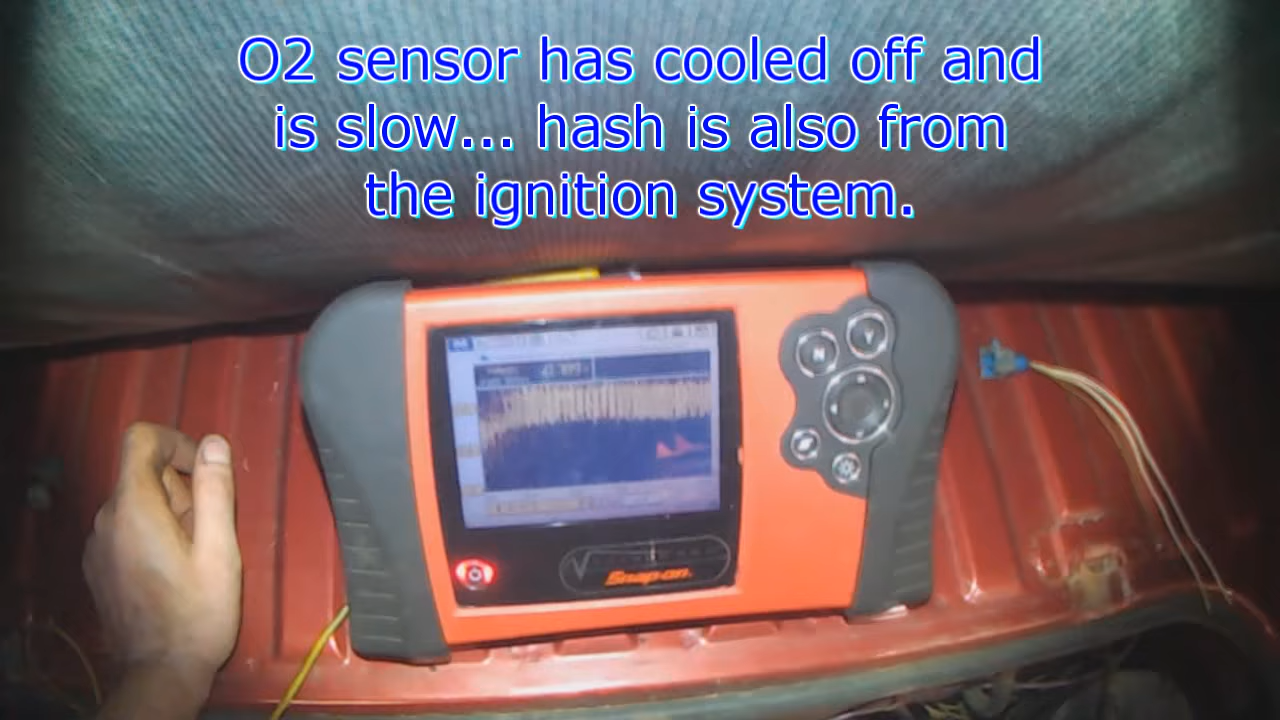 O2 sensor has cooled off and
is slow... hash is also from
the ignition system.
N
Y
Snap-on